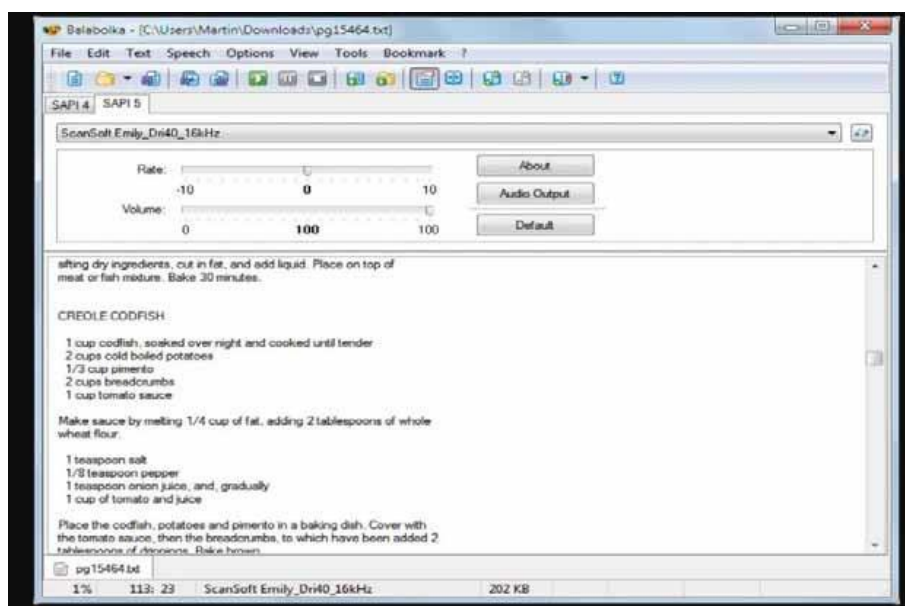 Balabolka - [C:\Users\Martin\Downloads\pg15464.txt]
File Edit Text Speech Options View Tools Bookmark ?
SAPI 4 SAPI 5
ScanSoft Emily_Dri40_16kHz
Rate: About
-10 0 10 Audio Output
Volume:
0 100 100 Default
sifting dry ingredients, cut in fat, and add liquid. Place on top of
meat or fish mixture. Bake 30 minutes.
CREOLE CODFISH
1 cup codfish, soaked over night and cooked until tender
2 cups cold boiled potatoes
1/3 cup pimento
2 cups breadcrumbs
1 cup tomato sauce
Make sauce by melting 1/4 cup of fat, adding 2 tablespoons of whole
wheat flour.
1 teaspoon salt
1/8 teaspoon pepper
1 teaspoon onion juice, and, gradually
1 cup of tomato and juice
Place the codfish, potatoes and pimento in a baking dish. Cover with
the tomato sauce, then the breadcrumbs, to which have been added 2
tablespoons of drippings. Bake brown.
pg15464.txt
1% 113: 23 ScanSoft Emily_Dri40_16kHz 202 KB